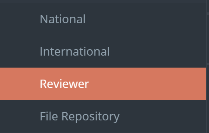 National
International
Reviewer
File Repository